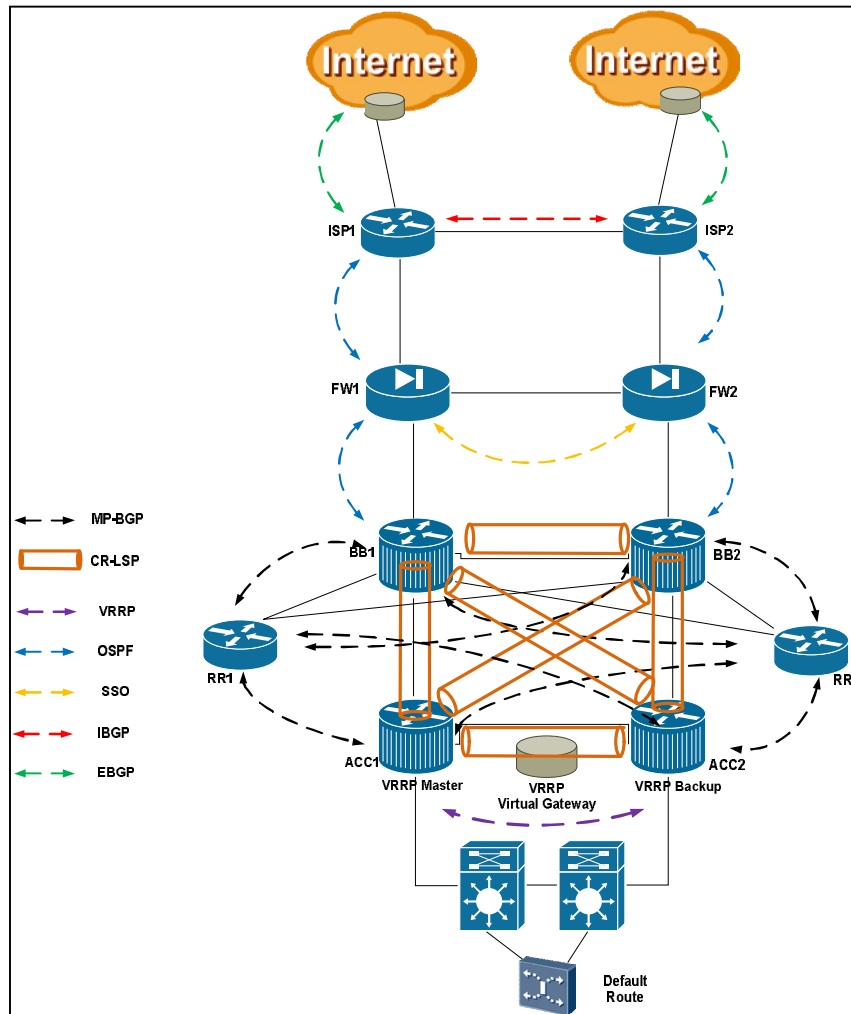 Internet
Internet
ISP1
ISP2
FW1
FW2
MP-BGP
CR-LSP
VRRP
OSPF
SSO
IBGP
EBGP
BB1
BB2
RR1
RR
ACC1
VRRP Master
VRRP
Virtual Gateway
ACC2
VRRP Backup
Default
Route